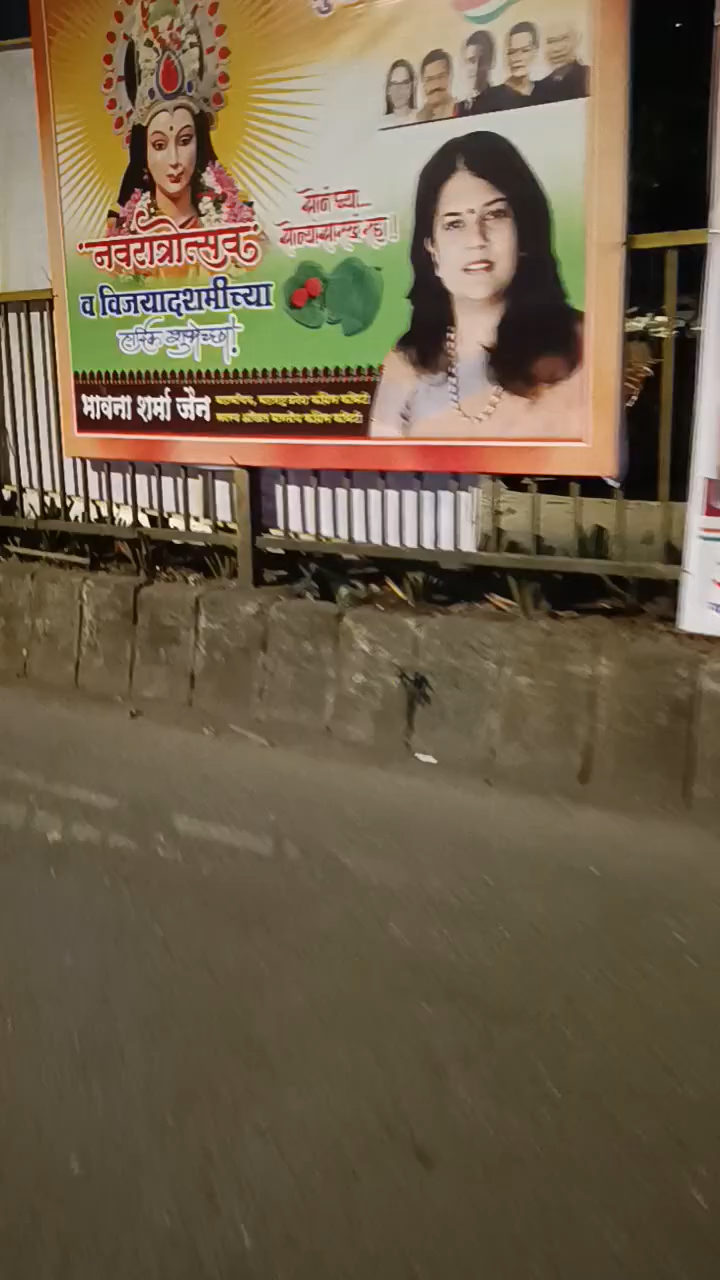 सोनं घ्या...
सोन्यासारखं रहा!!
नवरात्रोत्सव
व विजयादशमीच्या
हार्दिक शुभेच्छा!
भावना शर्मा जैन